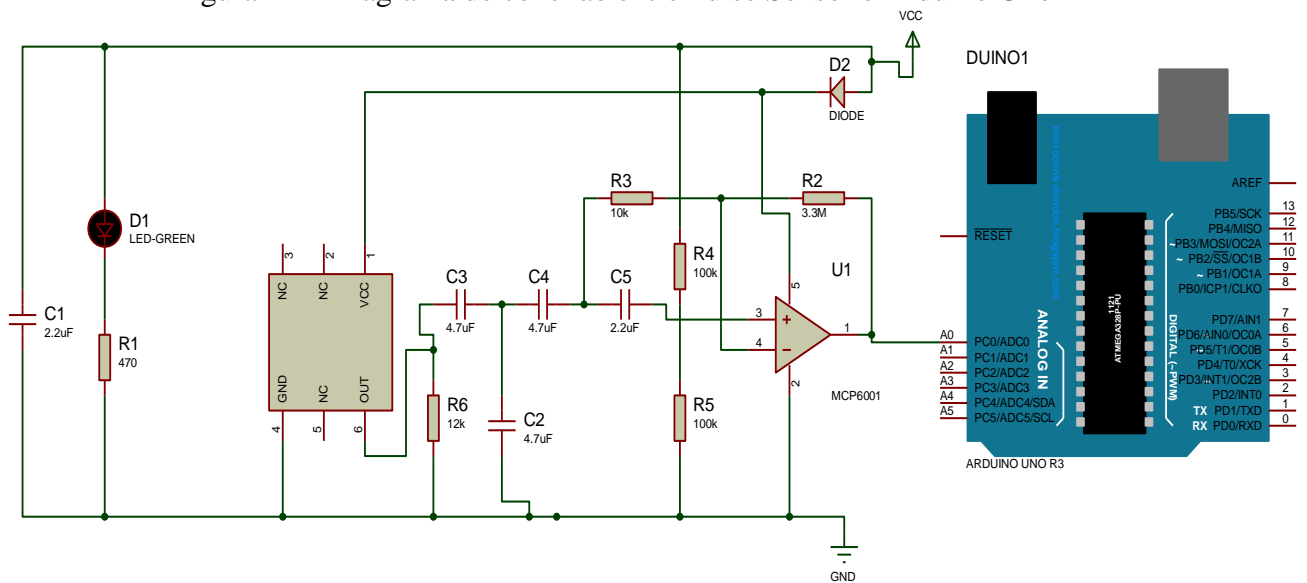 VCC
D2
DIODE
DUINO1
D1
LED-GREEN
C1
2.2uF
R1
470
3
2
1
NC
NC
VCC
GND
NC
OUT
4
5
6
C3
4.7uF
C4
4.7uF
C5
2.2uF
R6
12k
C2
4.7uF
R3
10k
R2
3.3M
R4
100k
R5
100k
U1
5
3
4
1
2
MCP6001
GND
RESET
AREF
PB5/SCK 13
PB4/MISO 12
~PB3/MOSI/OC2A 11
~ PB2/SS/OC1B 10
~ PB1/OC1A 9
PB0/ICP1/CLKO 8
PD7/AIN1 7
~ PD6/AIN0/OC0A 6
~PD5/T1/OC0B 5
PD4/T0/XCK 4
~PD3/INT1/OC2B 3
PD2/INT0 2
TX PD1/TXD 1
RX PD0/RXD 0
A0 PC0/ADC0
A1 PC1/ADC1
A2 PC2/ADC2
A3 PC3/ADC3
A4 PC4/ADC4/SDA
A5 PC5/ADC5/SCL
ANALOG IN
DIGITAL (~PWM)
1121
ATMEGA328P-PU
ARDUINO UNO R3